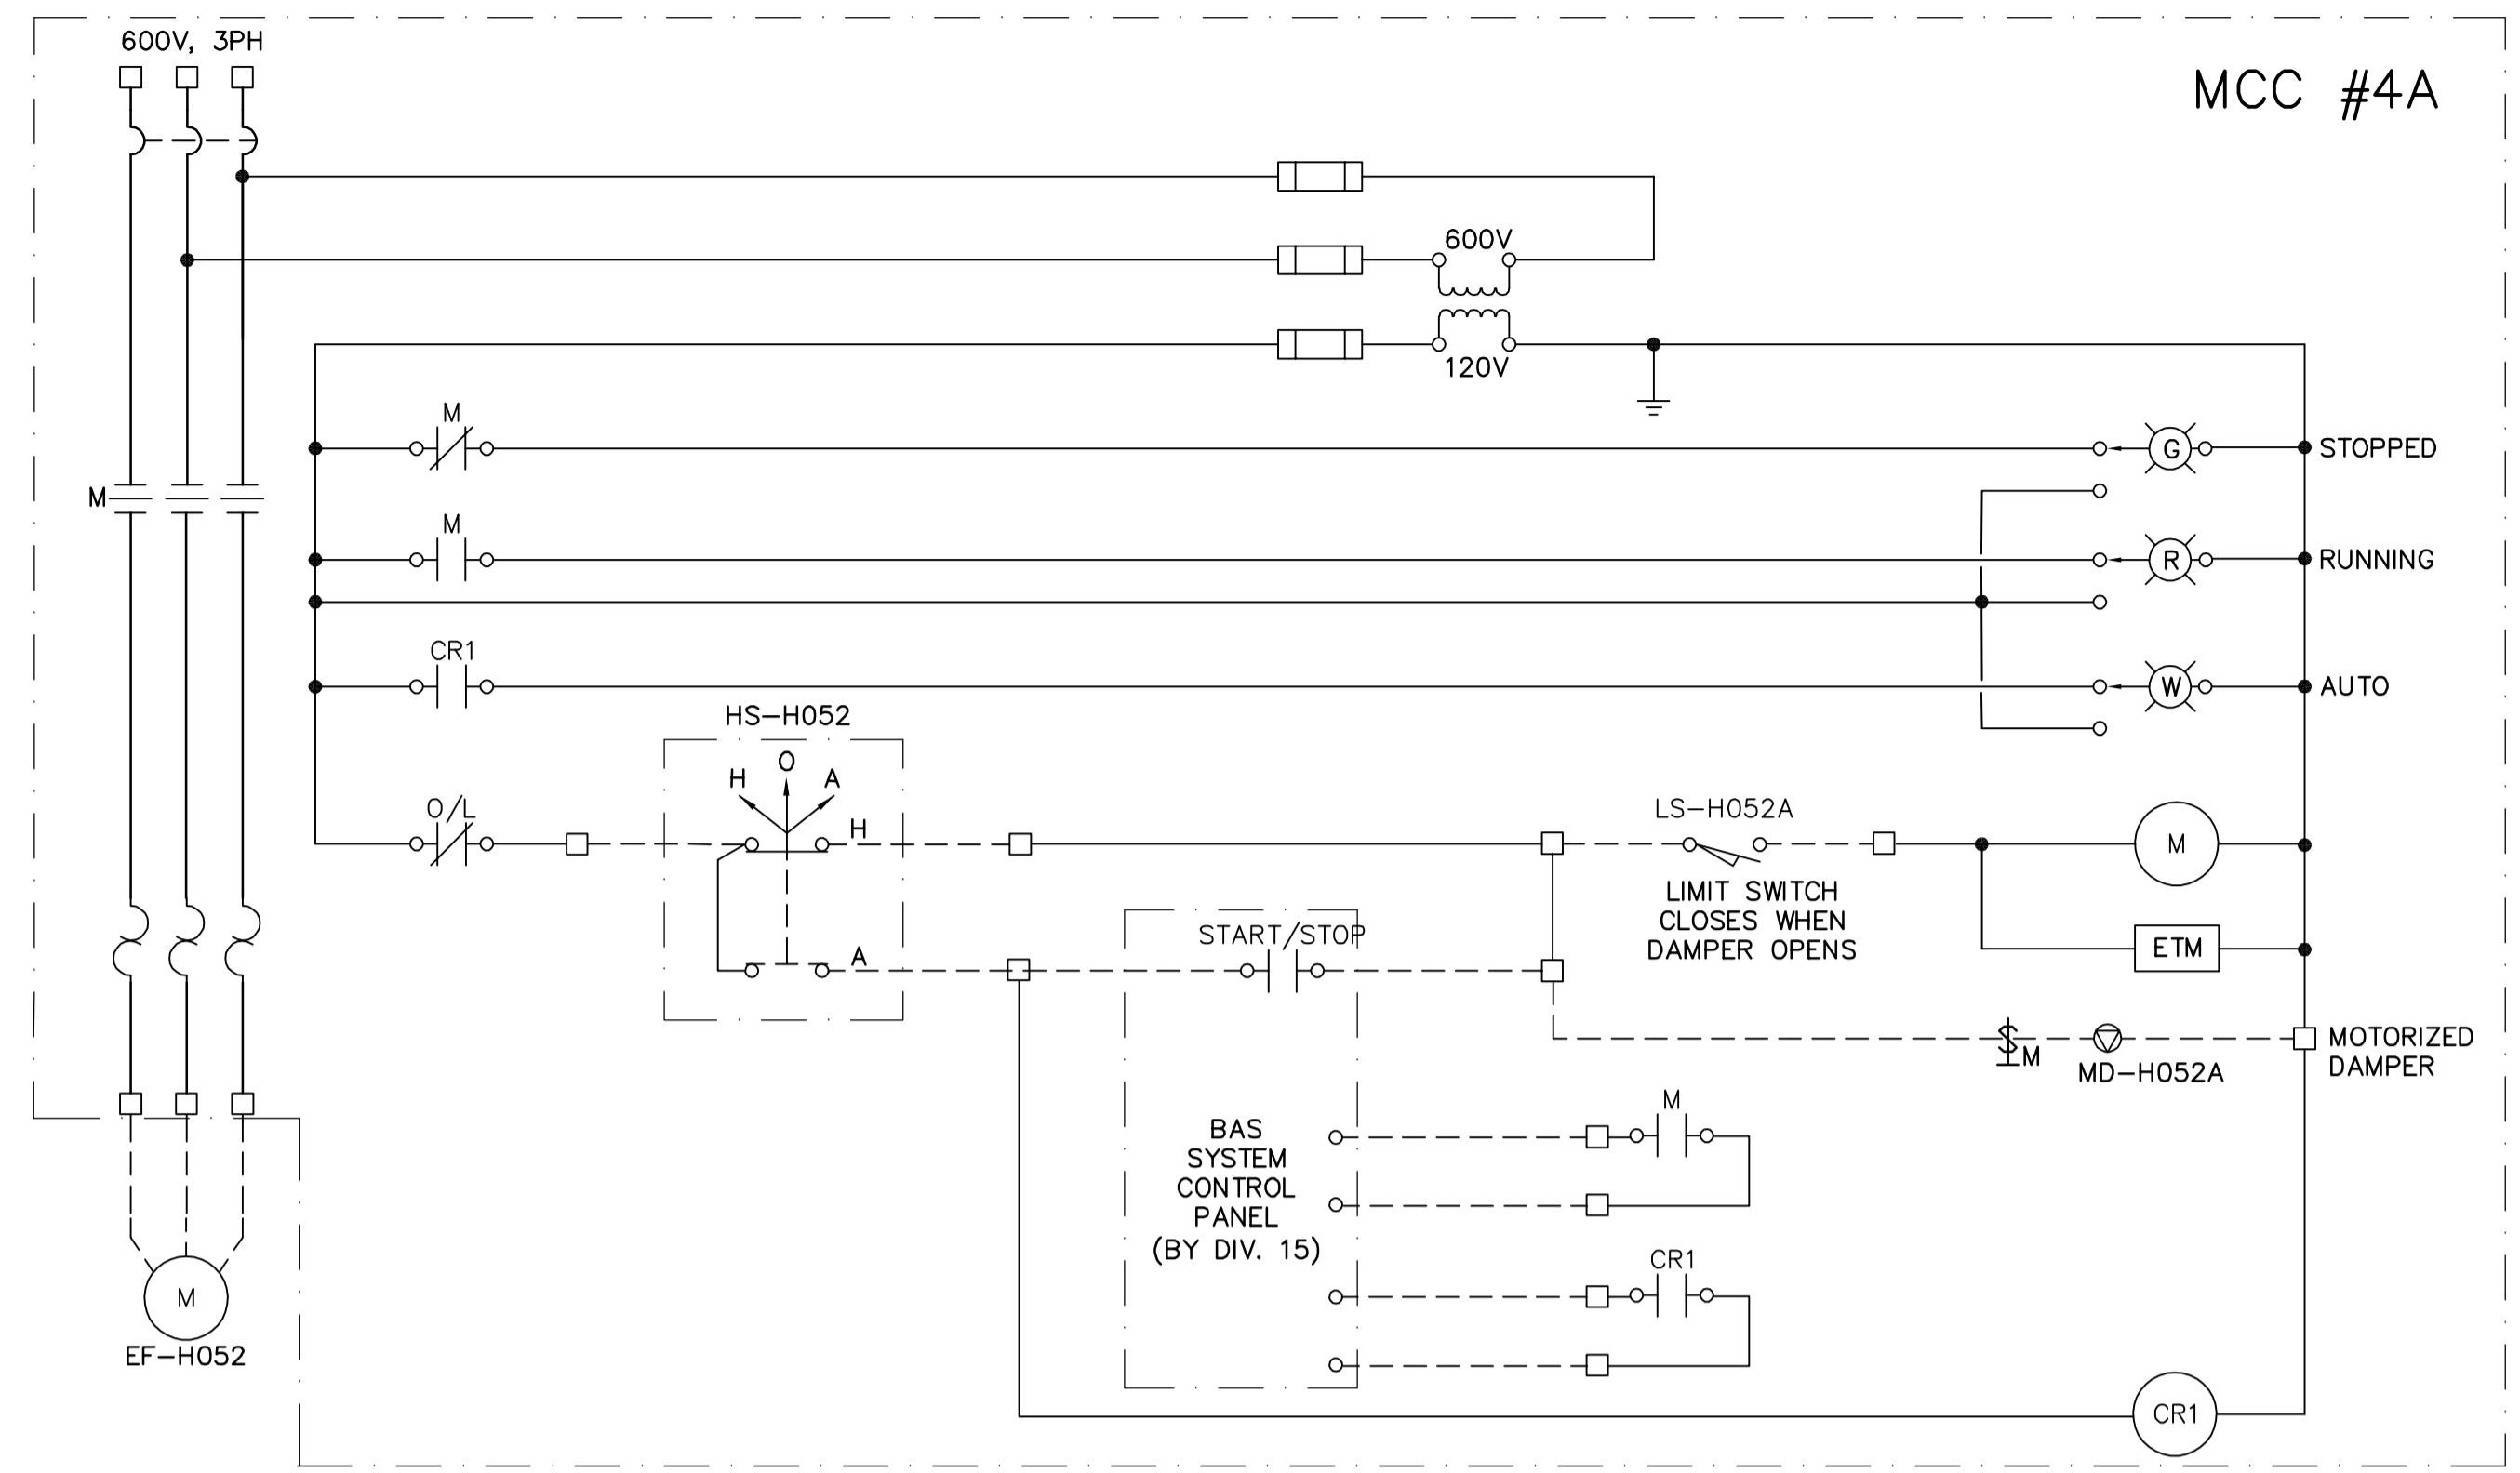 600V, 3PH
MCC #4A
600V
120V
M
G
STOPPED
M
M
R
RUNNING
CR1
W
AUTO
HS-H052
H
O
A
O/L
H
LS-H052A
M
LIMIT SWITCH
CLOSES WHEN
DAMPER OPENS
START/STOP
A
ETM
M
MD-H052A
MOTORIZED
DAMPER
BAS
SYSTEM
CONTROL
PANEL
(BY DIV. 15)
M
CR1
M
EF-H052
CR1